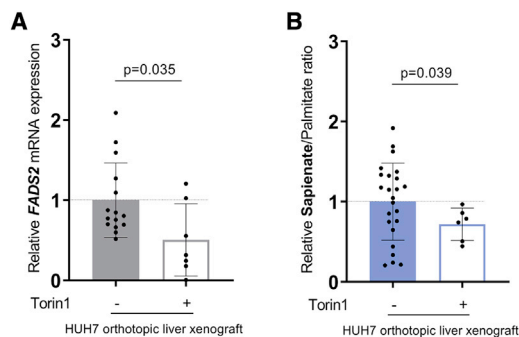 A
Relative FADS2 mRNA expression
3
2
1
0
p=0.035
Torin1 - +
HUH7 orthotopic liver xenograft
B
Relative Sapienate/Palmitate ratio
3
2
1
0
p=0.039
Torin1 - +
HUH7 orthotopic liver xenograft